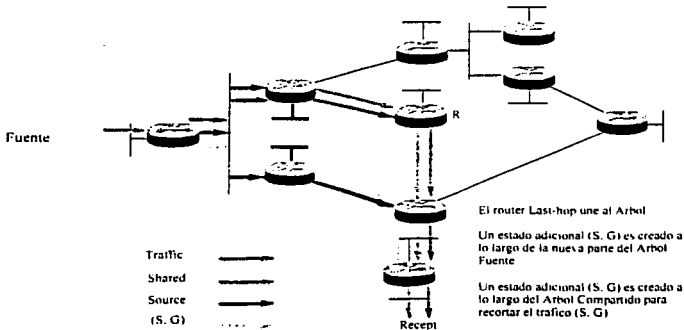 Fuente
R
El router Last-hop une al Arbol
Un estado adicional (S, G) es creado a
lo largo de la nueva parte del Arbol
Fuente
Un estado adicional (S, G) es creado a
lo largo del Arbol Compartido para
recortar el trafico (S, G)
Traffic
Shared
Source
(S, G)
Recept